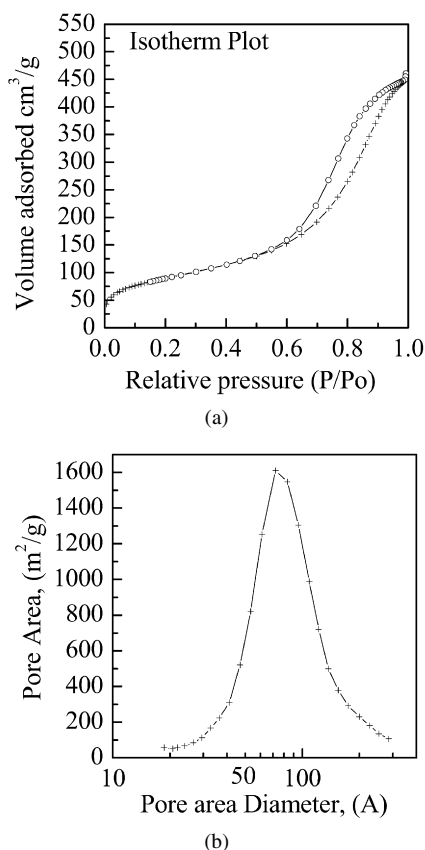 Isotherm Plot
Volume adsorbed cm³/g
550
500
450
400
350
300
250
200
150
100
50
0
0.0 0.2 0.4 0.6 0.8 1.0
Relative pressure (P/Po)
(a)
Pore Area, (m²/g)
1600
1400
1200
1000
800
600
400
200
0
10 50 100
Pore area Diameter, (A)
(b)